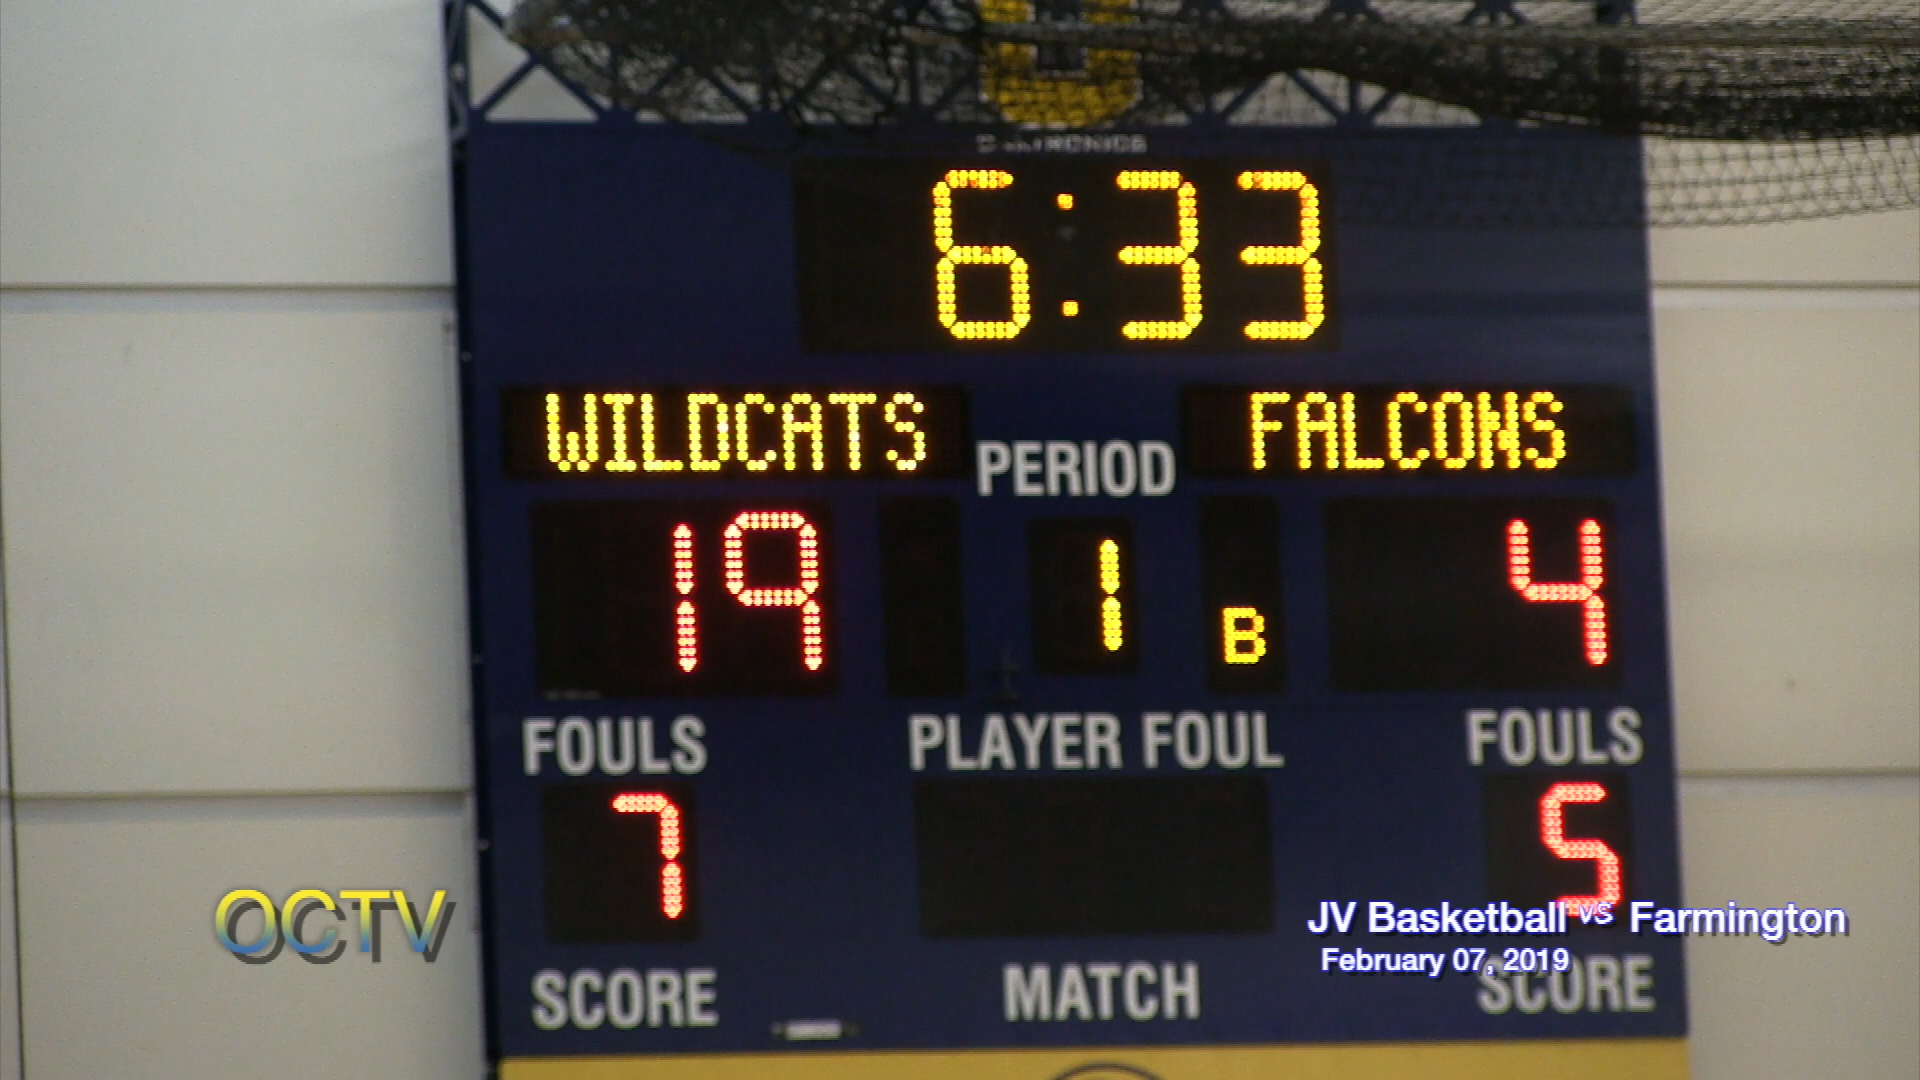 6:33
WILDCATS
FALCONS
PERIOD
19
1
B
4
FOULS
PLAYER FOUL
FOULS
7
5
OCTV
JV Basketball vs Farmington
February 07, 2019
SCORE
MATCH
SCORE